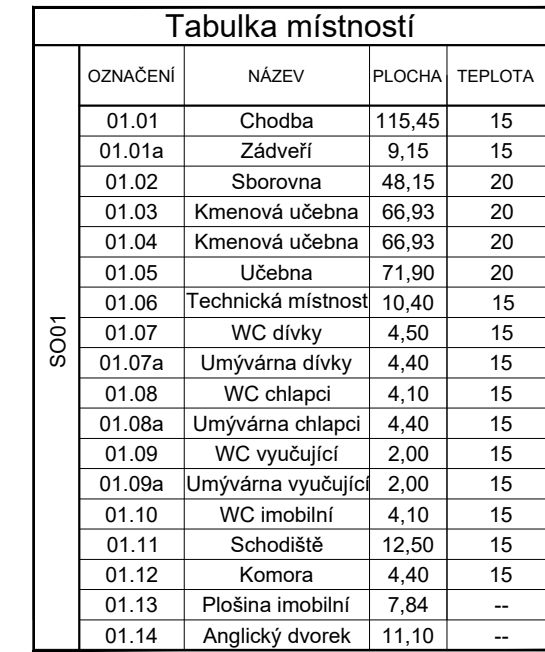 Tabulka místností
OZNAČENÍ NÁZEV PLOCHA TEPLOTA
SO01
01.01 Chodba 115,45 15
01.01a Zádveří 9,15 15
01.02 Sborovna 48,15 20
01.03 Kmenová učebna 66,93 20
01.04 Kmenová učebna 66,93 20
01.05 Učebna 71,90 20
01.06 Technická místnost 10,40 15
01.07 WC dívky 4,50 15
01.07a Umývárna dívky 4,40 15
01.08 WC chlapci 4,10 15
01.08a Umývárna chlapci 4,40 15
01.09 WC vyučující 2,00 15
01.09a Umývárna vyučující 2,00 15
01.10 WC imobilní 4,10 15
01.11 Schodiště 12,50 15
01.12 Komora 4,40 15
01.13 Plošina imobilní 7,84 --
01.14 Anglický dvorek 11,10 --